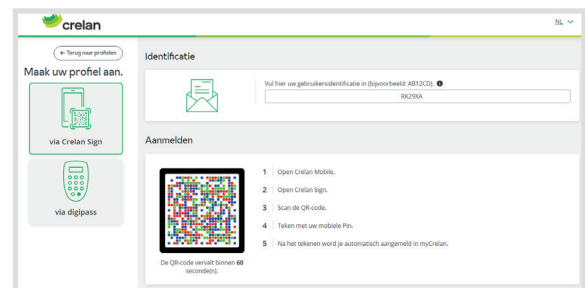 crelan
NL
← Terug naar profielen
Maak uw profiel aan.
via Crelan Sign
via digipass
Identificatie
Vul hier uw gebruikersidentificatie in (bijvoorbeeld: AB12CD).
RK29XA
Aanmelden
De QR-code vervalt binnen 60
seconde(n).
1 Open Crelan Mobile.
2 Open Crelan Sign.
3 Scan de QR-code.
4 Teken met uw mobiele Pin.
5 Na het tekenen word je automatisch aangemeld in myCrelan.